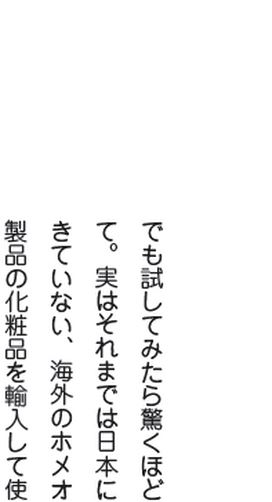 でも試してみたら驚くほど
て。実はそれまでは日本に
きていない、海外のホメオ
製品の化粧品を輸入して使